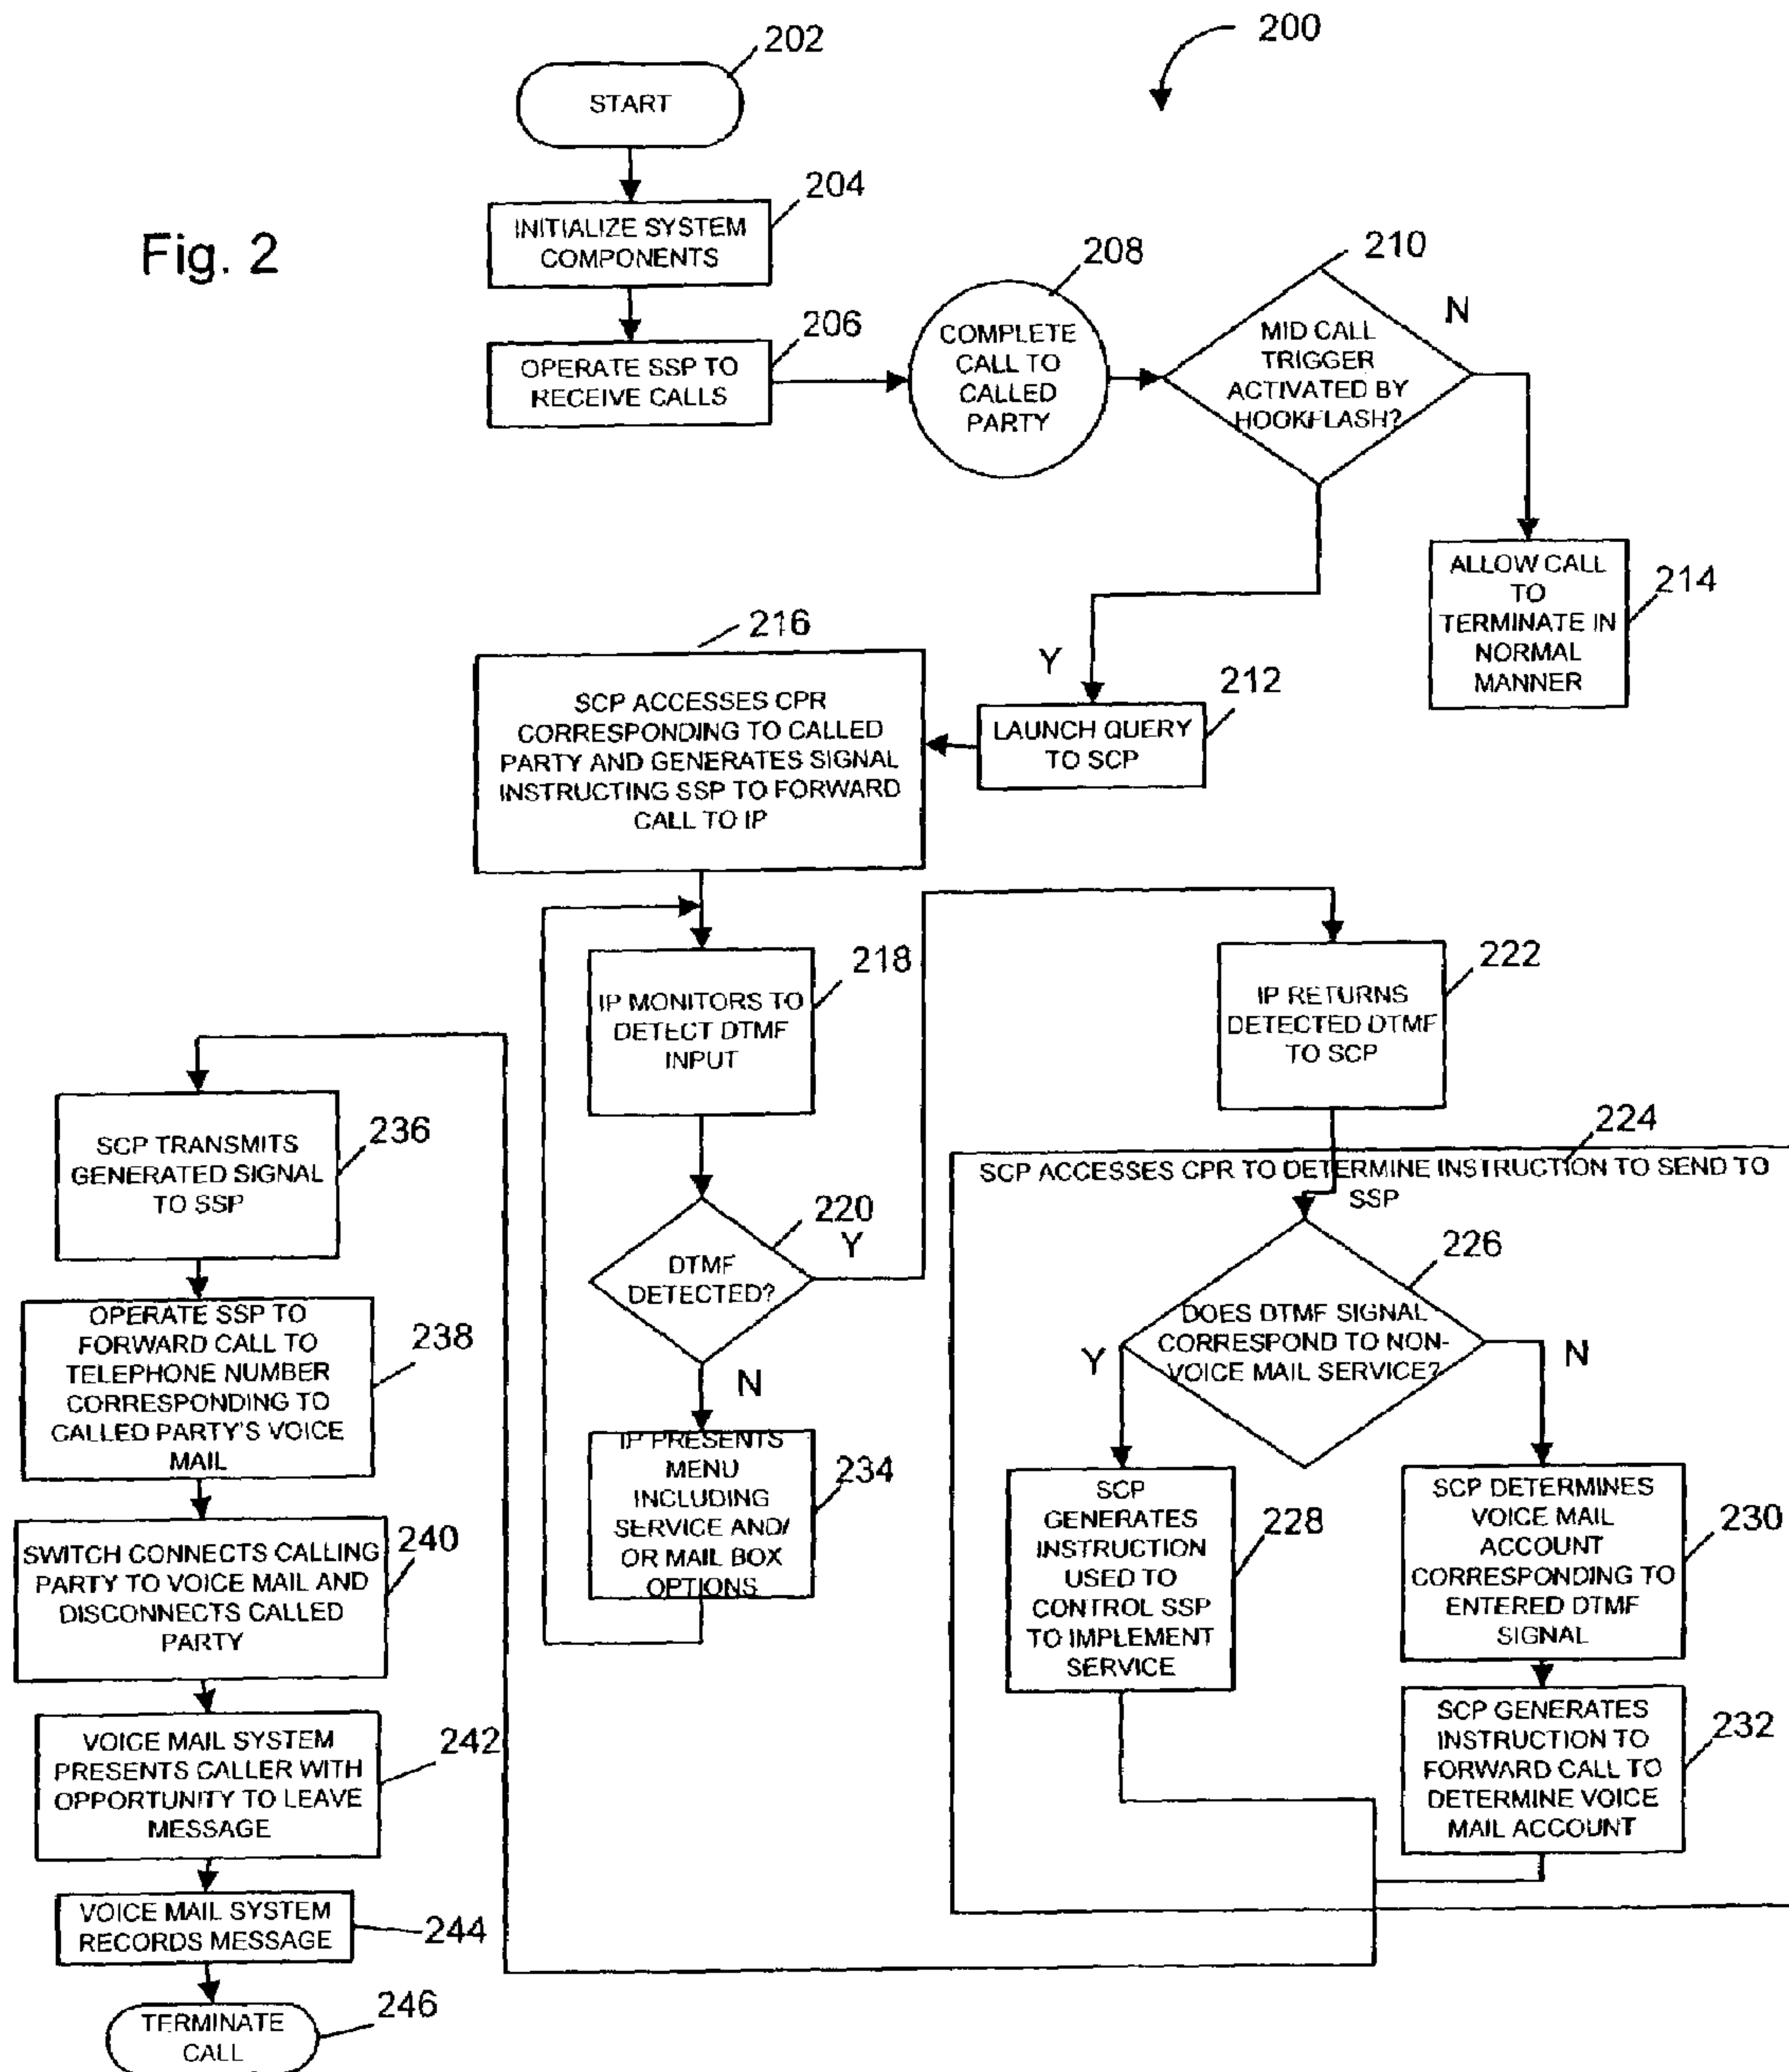 200
202
START
204
INITIALIZE SYSTEM
COMPONENTS
Fig. 2
206
OPERATE SSP TO
RECEIVE CALLS
208
COMPLETE
CALL TO
CALLED
PARTY
210
MID CALL
TRIGGER
ACTIVATED BY
HOOKFLASH?
N
Y
214
ALLOW CALL
TO
TERMINATE IN
NORMAL
MANNER
212
LAUNCH QUERY
TO SCP
216
SCP ACCESSES CPR
CORRESPONDING TO CALLED
PARTY AND GENERATES SIGNAL
INSTRUCTING SSP TO FORWARD
CALL TO IP
218
IP MONITORS TO
DETECT DTMF
INPUT
220
DTMF
DETECTED?
Y
N
222
IP RETURNS
DETECTED DTMF
TO SCP
224
SCP ACCESSES CPR TO DETERMINE INSTRUCTION TO SEND TO
SSP
226
DOES DTMF SIGNAL
CORRESPOND TO NON-
VOICE MAIL SERVICE?
Y
N
228
SCP
GENERATES
INSTRUCTION
USED TO
CONTROL SSP
TO IMPLEMENT
SERVICE
230
SCP DETERMINES
VOICE MAIL
ACCOUNT
CORRESPONDING TO
ENTERED DTMF
SIGNAL
232
SCP GENERATES
INSTRUCTION TO
FORWARD CALL TO
DETERMINE VOICE
MAIL ACCOUNT
234
IP PRESENTS
MENU
INCLUDING
SERVICE AND/
OR MAIL BOX
OPTIONS
236
SCP TRANSMITS
GENERATED SIGNAL
TO SSP
238
OPERATE SSP TO
FORWARD CALL TO
TELEPHONE NUMBER
CORRESPONDING TO
CALLED PARTY'S VOICE
MAIL
240
SWITCH CONNECTS CALLING
PARTY TO VOICE MAIL AND
DISCONNECTS CALLED
PARTY
242
VOICE MAIL SYSTEM
PRESENTS CALLER WITH
OPPORTUNITY TO LEAVE
MESSAGE
244
VOICE MAIL SYSTEM
RECORDS MESSAGE
246
TERMINATE
CALL